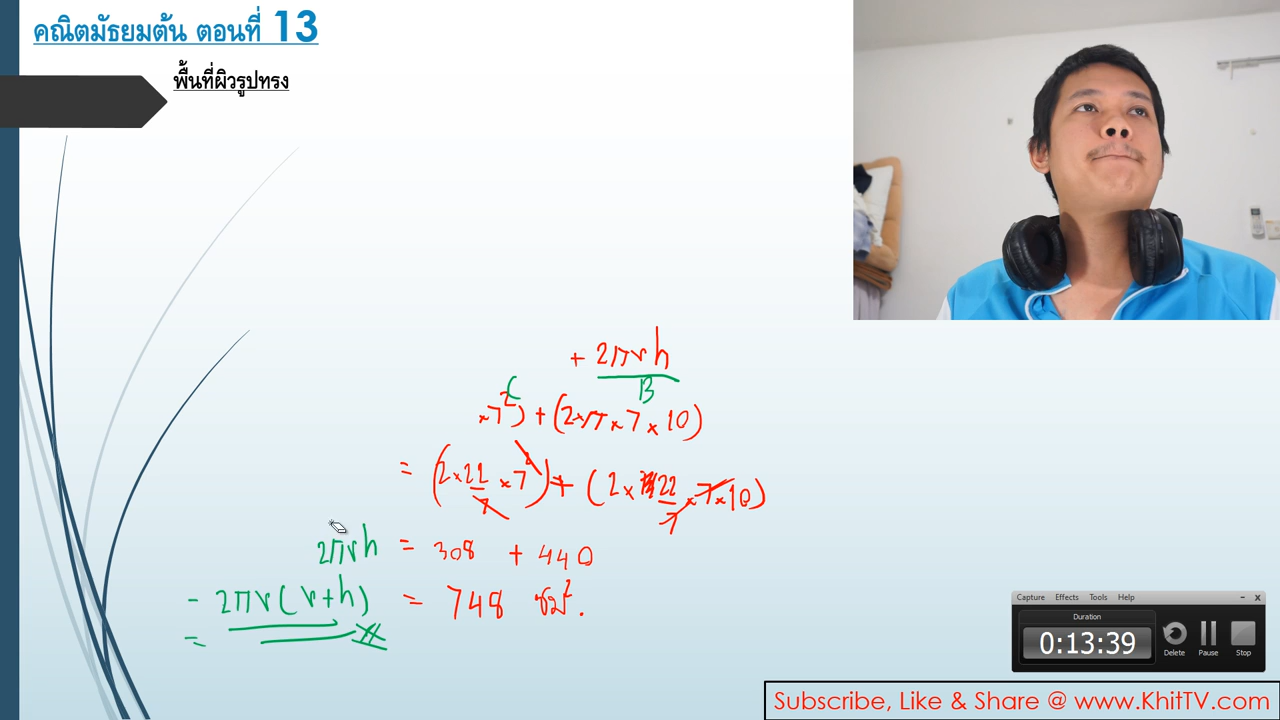 คณิตมัธยมต้น ตอนที่ 13
พื้นที่ผิวรูปทรง
+ 2πrh
B
×7²) + (2×π×7×10)
= (2×22/7×7²) + (2×22/7×7×10)
2πrh = 308 + 440
= 2πr(r+h) = 748 ซม².
=
Capture Effects Tools Help
Duration
0:13:39
Delete Pause Stop
Subscribe, Like & Share @ www.KhitTV.com